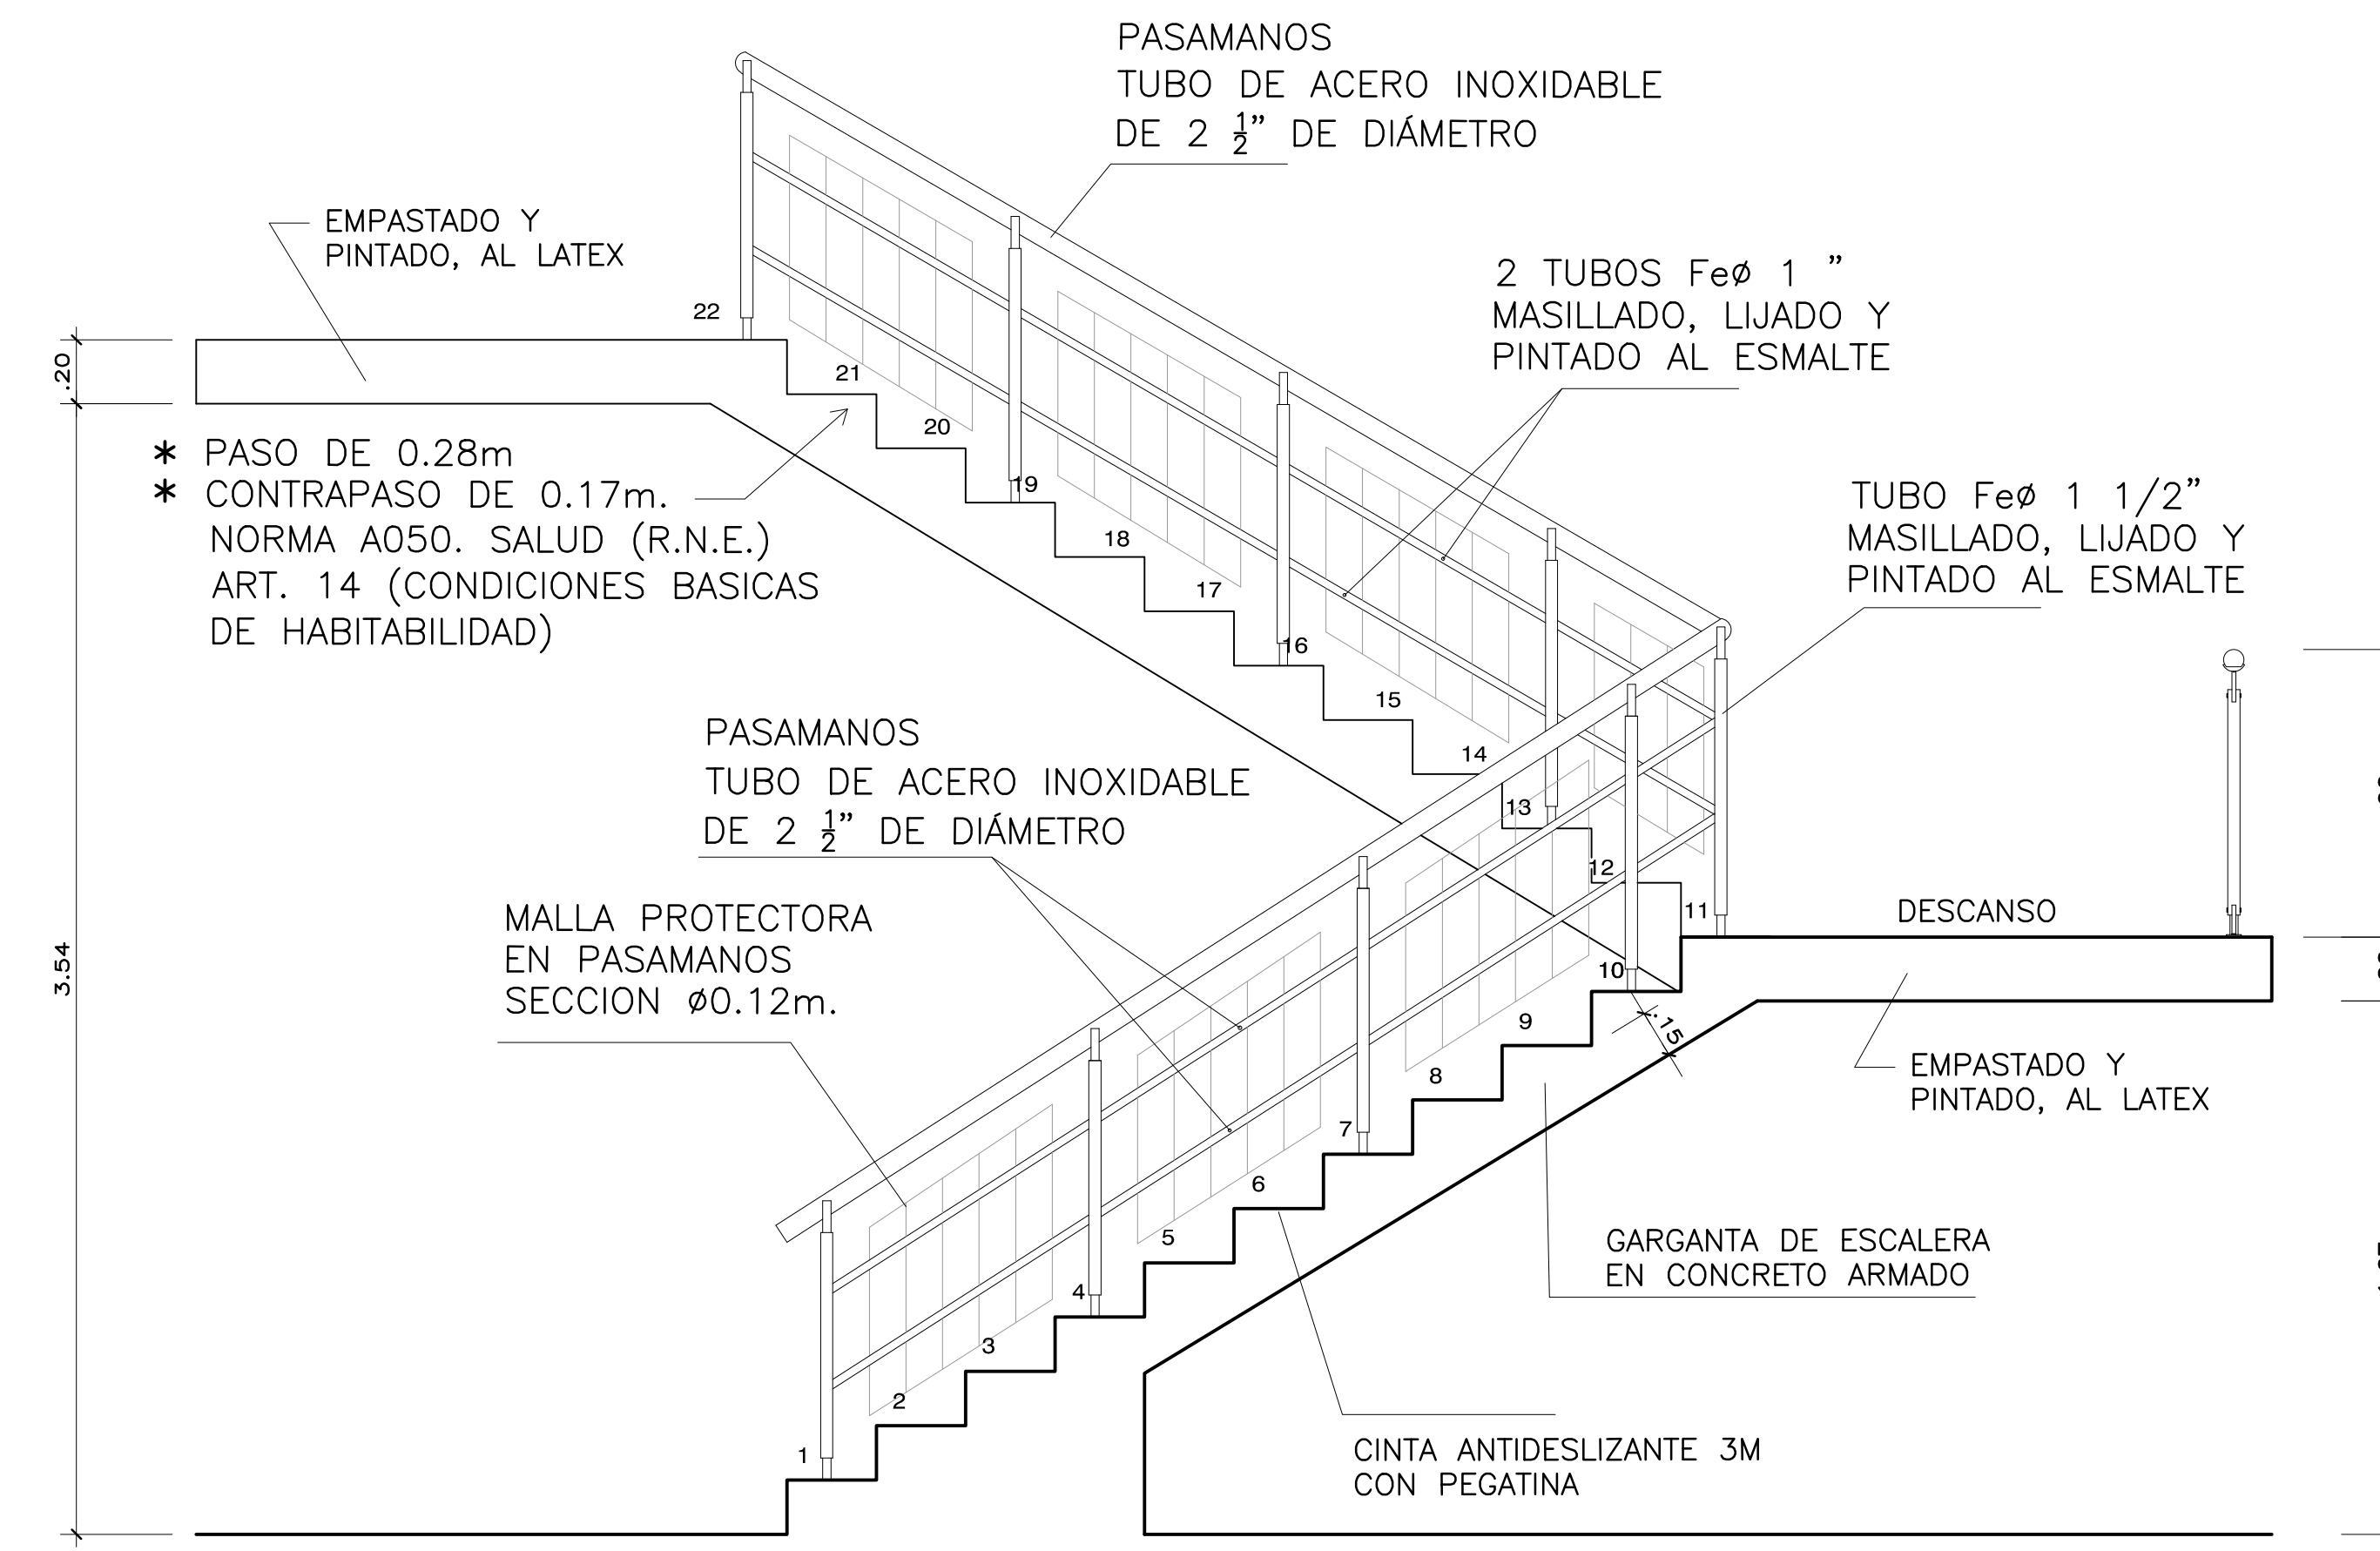 PASAMANOS
TUBO DE ACERO INOXIDABLE
DE 2 ½” DE DIÁMETRO
EMPASTADO Y
PINTADO, AL LATEX
2 TUBOS Feø 1 ”
MASILLADO, LIJADO Y
PINTADO AL ESMALTE
22
.20
21
20
* PASO DE 0.28m
* CONTRAPASO DE 0.17m.
NORMA A050. SALUD (R.N.E.)
ART. 14 (CONDICIONES BASICAS
DE HABITABILIDAD)
19
18
17
16
15
14
13
12
11
TUBO Feø 1 1/2”
MASILLADO, LIJADO Y
PINTADO AL ESMALTE
PASAMANOS
TUBO DE ACERO INOXIDABLE
DE 2 ½” DE DIÁMETRO
MALLA PROTECTORA
EN PASAMANOS
SECCION ø0.12m.
3.54
DESCANSO
10
.15
9
8
7
6
5
4
3
2
1
EMPASTADO Y
PINTADO, AL LATEX
GARGANTA DE ESCALERA
EN CONCRETO ARMADO
CINTA ANTIDESLIZANTE 3M
CON PEGATINA